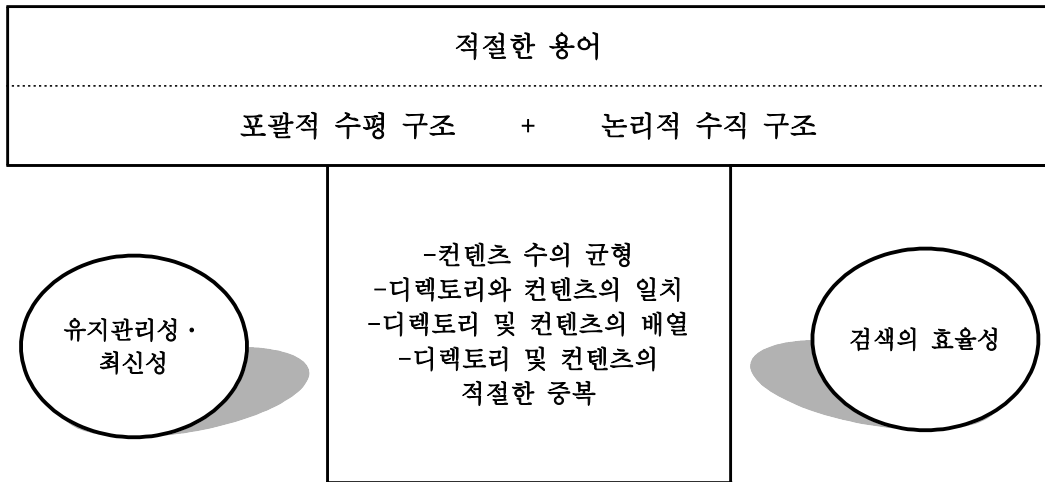 적절한 용어
포괄적 수평 구조 + 논리적 수직 구조
-컨텐츠 수의 균형
-디렉토리와 컨텐츠의 일치
-디렉토리 및 컨텐츠의 배열
-디렉토리 및 컨텐츠의
적절한 중복
유지관리성·
최신성
검색의 효율성